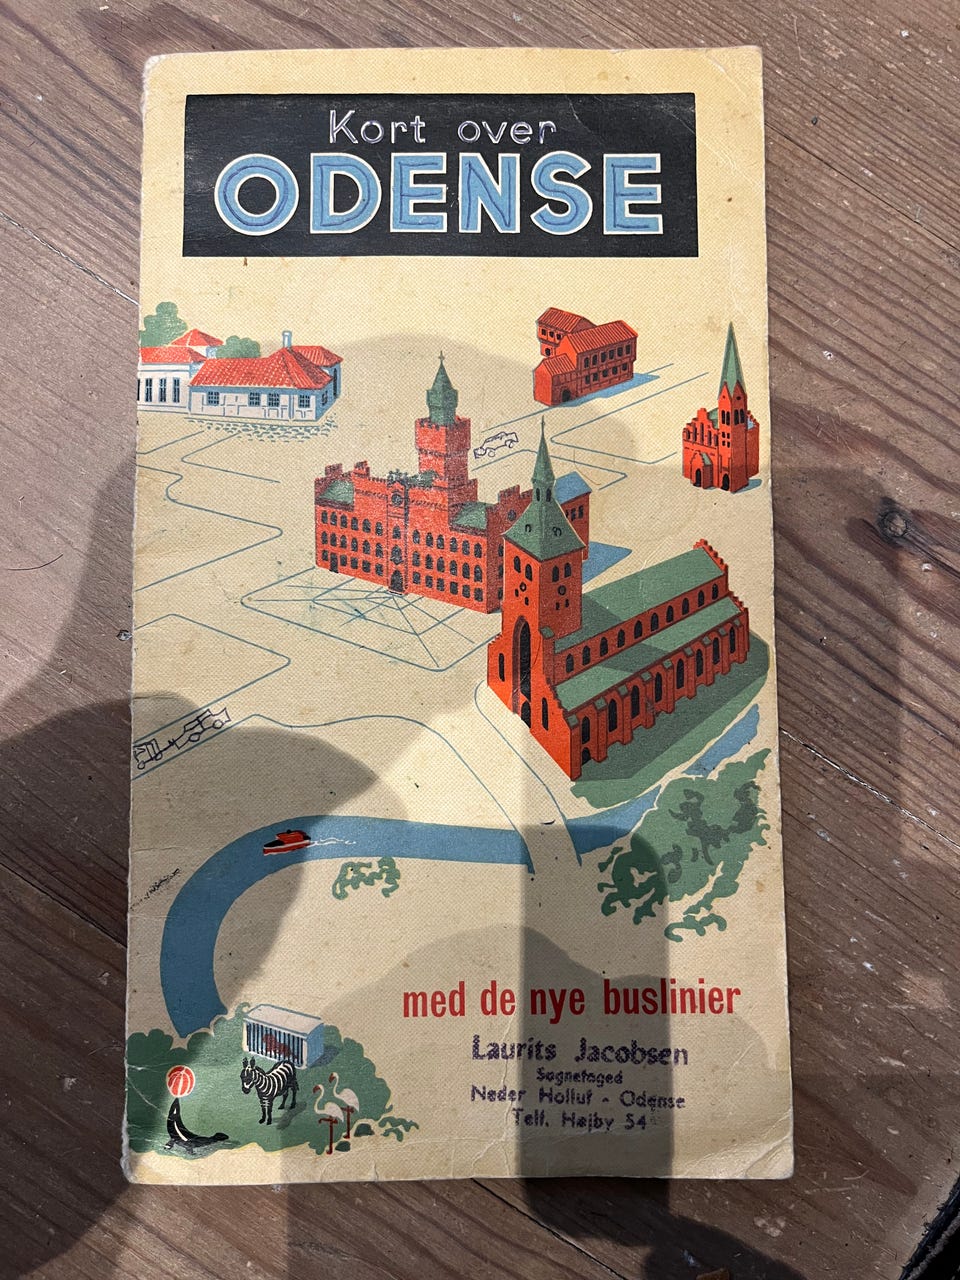 Kort over
ODENSE
med de nye buslinier
Laurits Jacobsen
Sognefoged
Neder Holluf - Odense
Telf. Højby 54